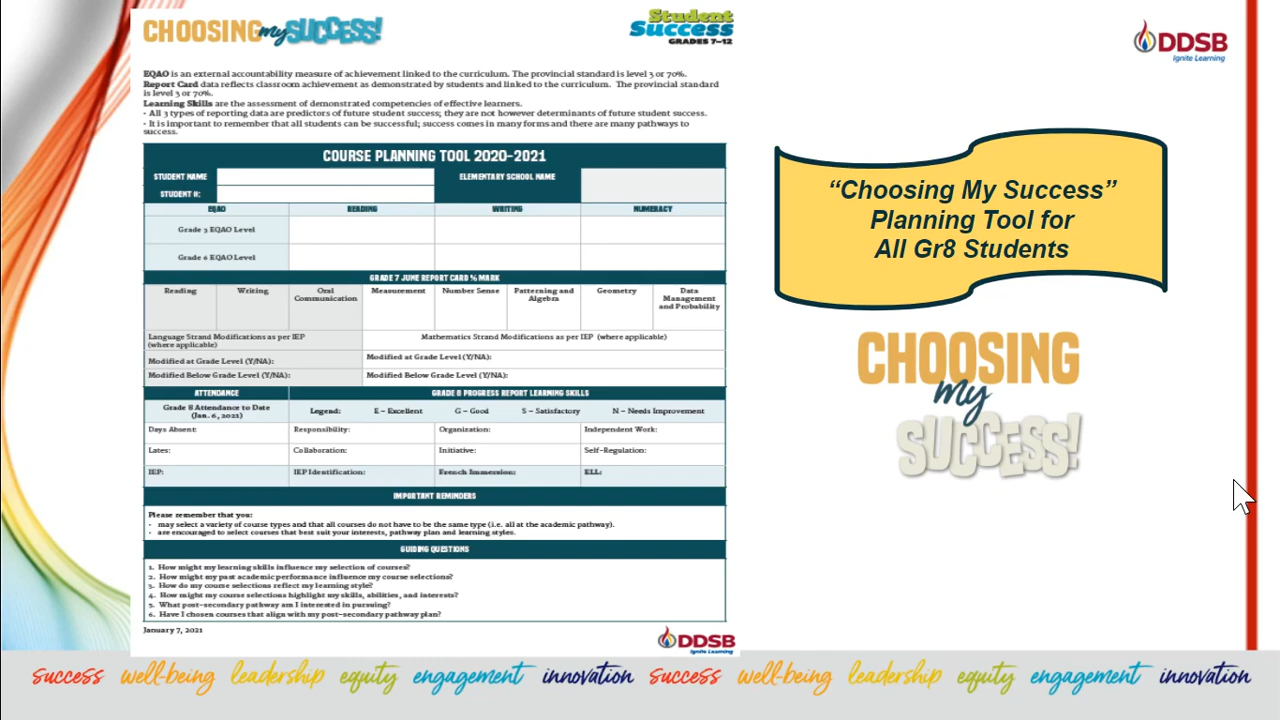 CHOOSING my SUCCESS!
Student
Success
GRADES 7–12
DDSB
Ignite Learning
EQAO is an external accountability measure of achievement linked to the curriculum. The provincial standard is level 3 or 70%.
Report Card data reflects classroom achievement as demonstrated by students and linked to the curriculum. The provincial standard
is level 3 or 70%.
Learning Skills are the assessment of demonstrated competencies of effective learners.
• All 3 types of reporting data are predictors of future student success; they are not however determinants of future student success.
• It is important to remember that all students can be successful; success comes in many forms and there are many pathways to
success.
COURSE PLANNING TOOL 2020-2021
STUDENT NAME ELEMENTARY SCHOOL NAME
STUDENT #:
EQAO READING WRITING NUMERACY
Grade 3 EQAO Level
Grade 6 EQAO Level
GRADE 7 JUNE REPORT CARD % MARK
Reading Writing Oral Communication Measurement Number Sense Patterning and Algebra Geometry Data Management and Probability
Language Strand Modifications as per IEP
(where applicable)
Mathematics Strand Modifications as per IEP (where applicable)
Modified at Grade Level (Y/NA): Modified at Grade Level (Y/NA):
Modified Below Grade Level (Y/NA): Modified Below Grade Level (Y/NA):
ATTENDANCE GRADE 8 PROGRESS REPORT LEARNING SKILLS
Grade 8 Attendance to Date
(Jan. 6, 2021)
Legend: E – Excellent G – Good S – Satisfactory N – Needs Improvement
Days Absent: Responsibility: Organization: Independent Work:
Lates: Collaboration: Initiative: Self-Regulation:
IEP: IEP Identification: French Immersion: ELL:
IMPORTANT REMINDERS
Please remember that you:
• may select a variety of course types and that all courses do not have to be the same type (i.e. all at the academic pathway).
• are encouraged to select courses that best suit your interests, pathway plan and learning styles.
GUIDING QUESTIONS
1. How might my learning skills influence my selection of courses?
2. How might my past academic performance influence my course selections?
3. How do my course selections reflect my learning style?
4. How might my course selections highlight my skills, abilities, and interests?
5. What post-secondary pathway am I interested in pursuing?
6. Have I chosen courses that align with my post-secondary pathway plan?
January 7, 2021
DDSB
Ignite Learning
“Choosing My Success”
Planning Tool for
All Gr8 Students
CHOOSING
my
SUCCESS!
success well-being leadership equity engagement innovation success well-being leadership equity engagement innovation